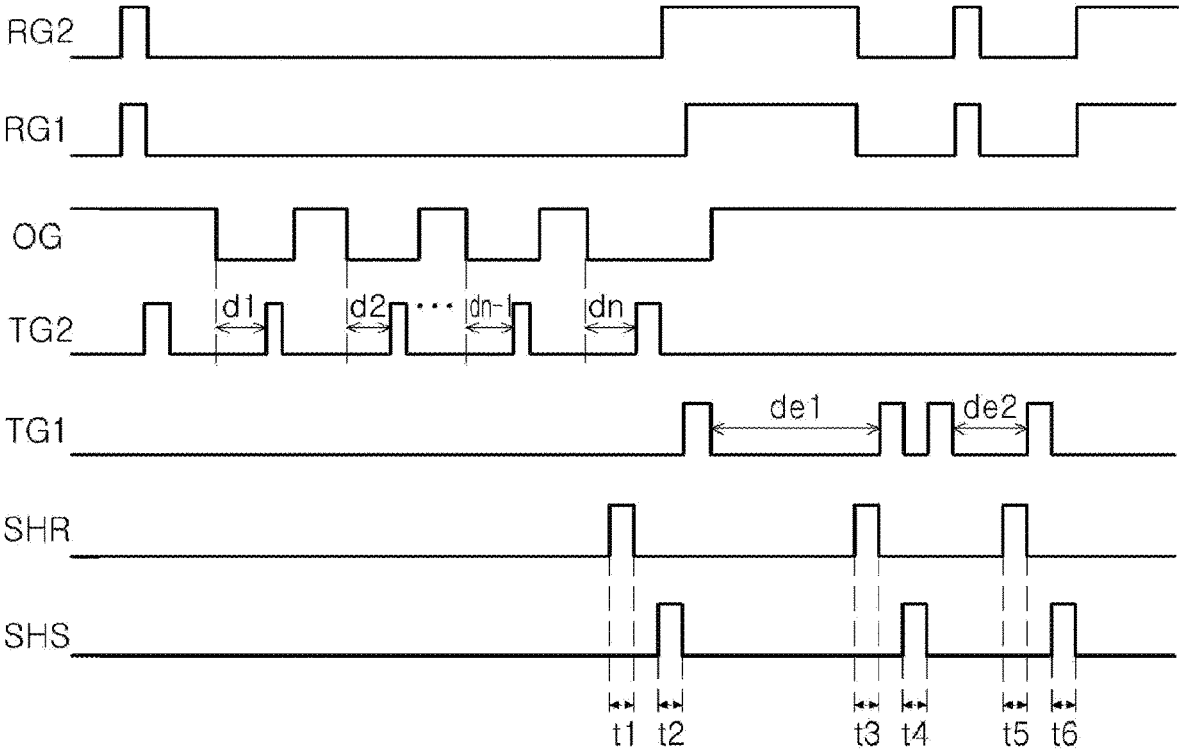 RG2
RG1
OG
TG2
d1
d2
···
dn-1
dn
TG1
de1
de2
SHR
SHS
t1
t2
t3
t4
t5
t6